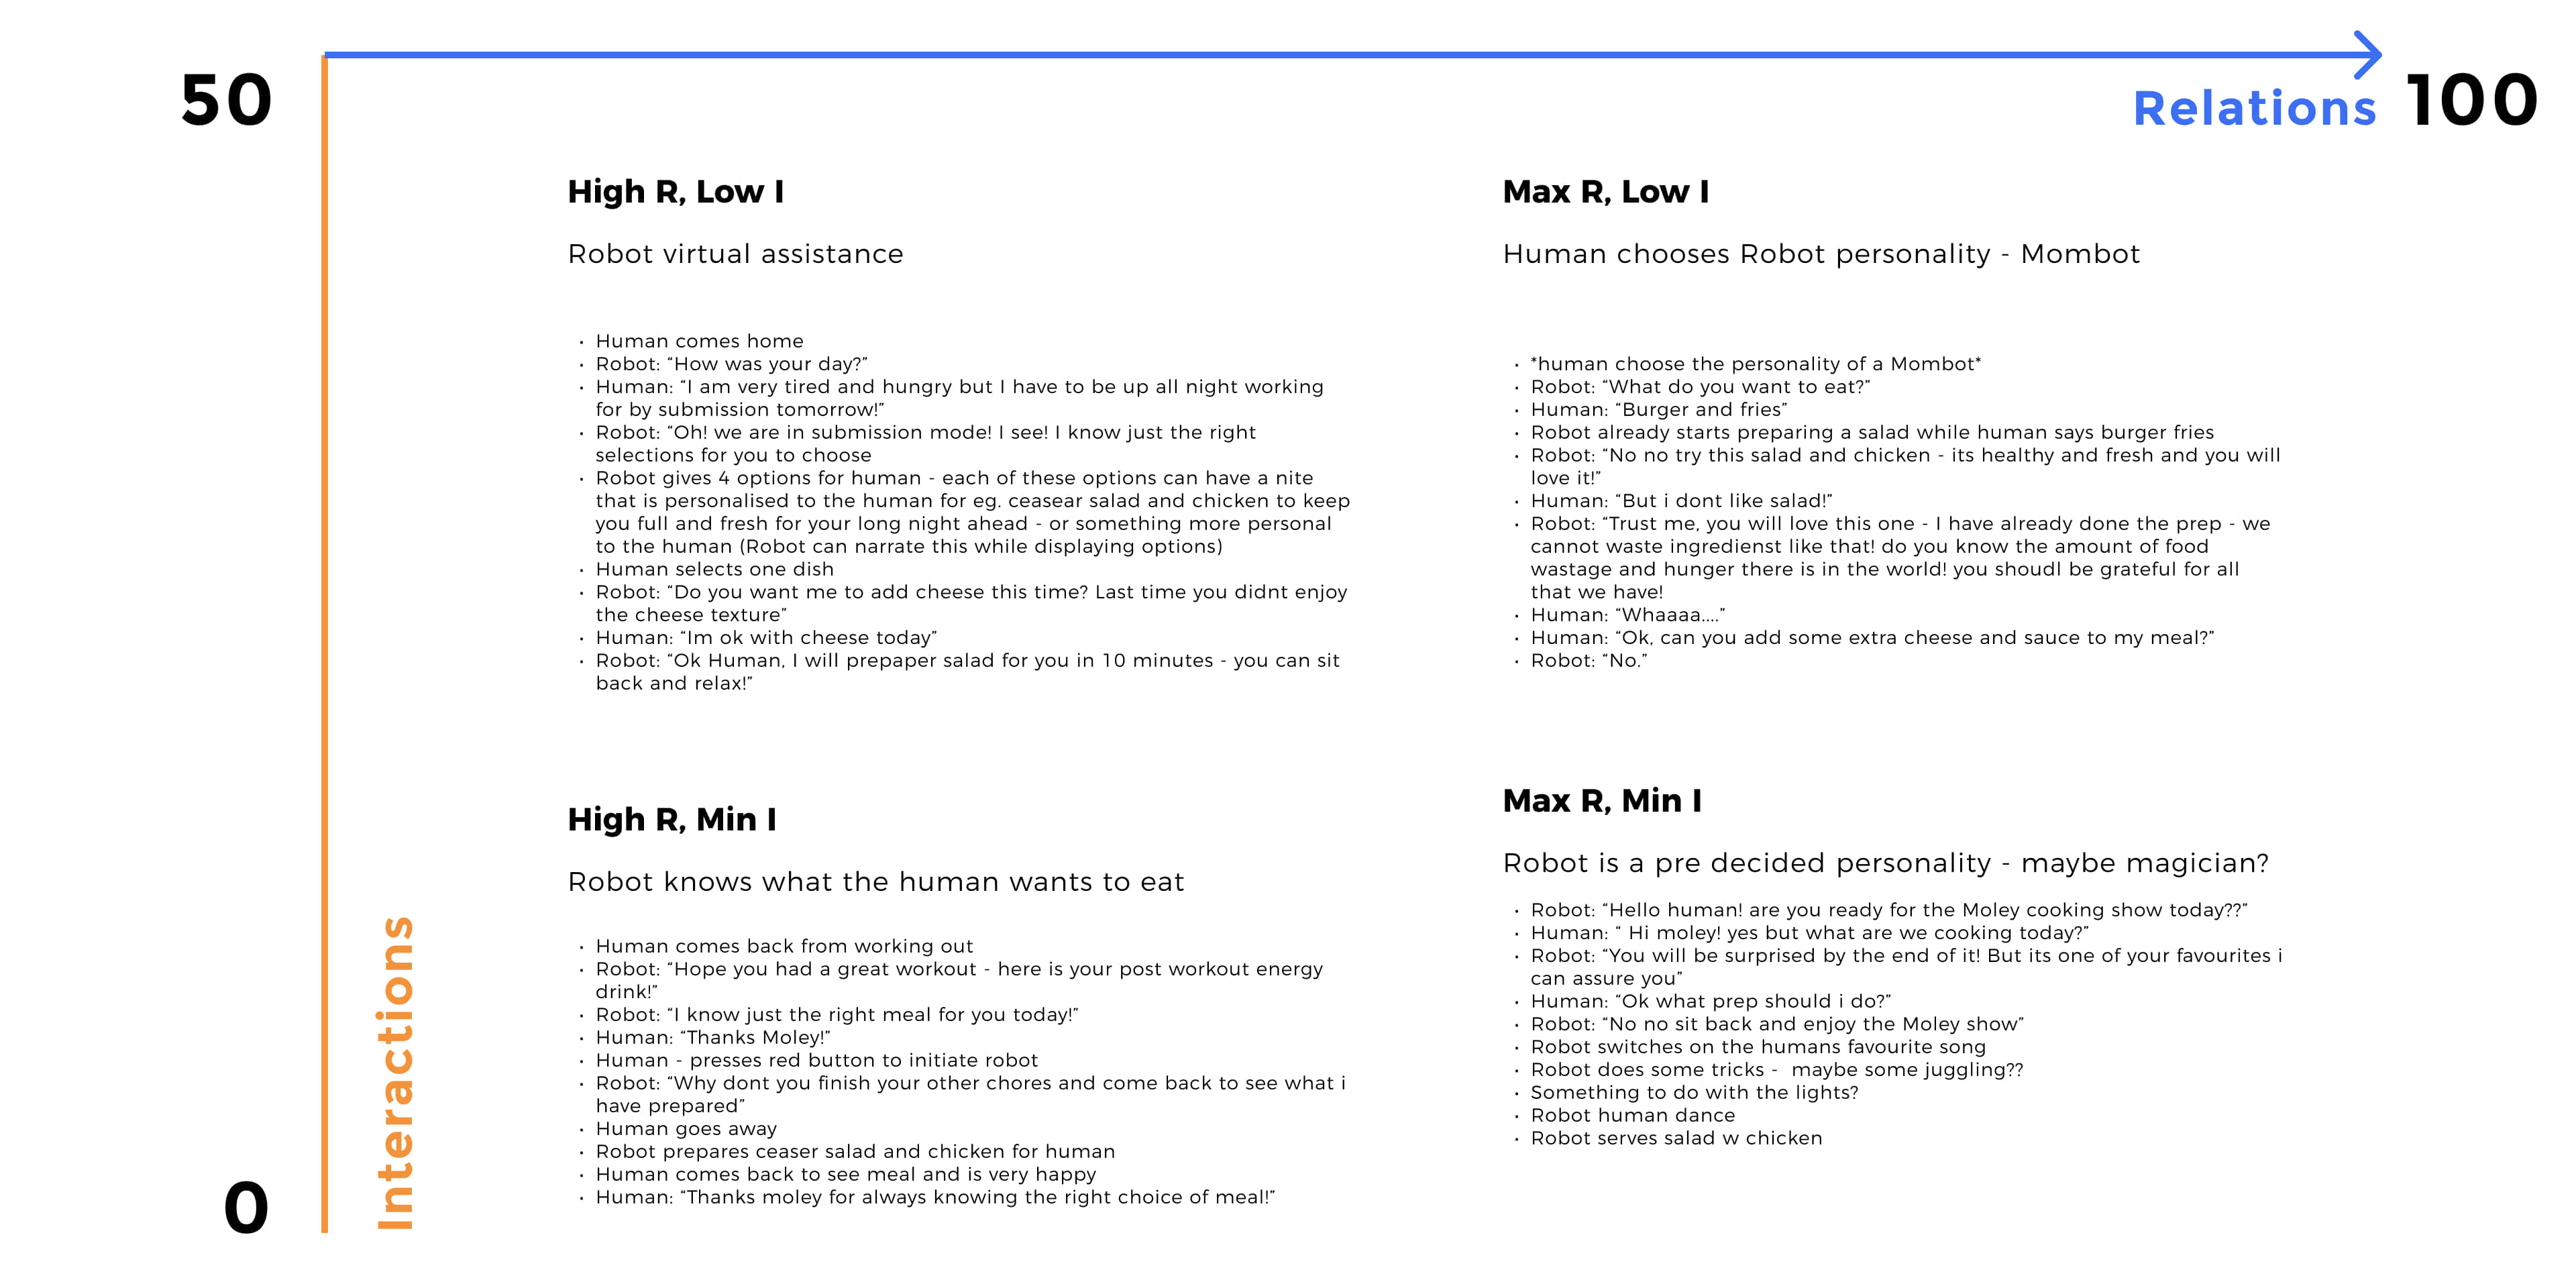 50
Relations 100
High R, Low I
Robot virtual assistance
• Human comes home
• Robot: “How was your day?”
• Human: “I am very tired and hungry but I have to be up all night working
for by submission tomorrow!”
• Robot: “Oh! we are in submission mode! I see! I know just the right
selections for you to choose
• Robot gives 4 options for human - each of these options can have a nite
that is personalised to the human for eg. ceasear salad and chicken to keep
you full and fresh for your long night ahead - or something more personal
to the human (Robot can narrate this while displaying options)
• Human selects one dish
• Robot: “Do you want me to add cheese this time? Last time you didnt enjoy
the cheese texture”
• Human: “Im ok with cheese today”
• Robot: “Ok Human, I will prepaper salad for you in 10 minutes - you can sit
back and relax!”
Max R, Low I
Human chooses Robot personality - Mombot
• *human choose the personality of a Mombot*
• Robot: “What do you want to eat?”
• Human: “Burger and fries”
• Robot already starts preparing a salad while human says burger fries
• Robot: “No no try this salad and chicken - its healthy and fresh and you will
love it!”
• Human: “But i dont like salad!”
• Robot: “Trust me, you will love this one - I have already done the prep - we
cannot waste ingredienst like that! do you know the amount of food
wastage and hunger there is in the world! you shoudl be grateful for all
that we have!
• Human: “Whaaaa....”
• Human: “Ok, can you add some extra cheese and sauce to my meal?”
• Robot: “No.”
High R, Min I
Robot knows what the human wants to eat
• Human comes back from working out
• Robot: “Hope you had a great workout - here is your post workout energy
drink!”
• Robot: “I know just the right meal for you today!”
• Human: “Thanks Moley!”
• Human - presses red button to initiate robot
• Robot: “Why dont you finish your other chores and come back to see what i
have prepared”
• Human goes away
• Robot prepares ceaser salad and chicken for human
• Human comes back to see meal and is very happy
• Human: “Thanks moley for always knowing the right choice of meal!”
Max R, Min I
Robot is a pre decided personality - maybe magician?
• Robot: “Hello human! are you ready for the Moley cooking show today??”
• Human: “ Hi moley! yes but what are we cooking today?”
• Robot: “You will be surprised by the end of it! But its one of your favourites i
can assure you”
• Human: “Ok what prep should i do?”
• Robot: “No no sit back and enjoy the Moley show”
• Robot switches on the humans favourite song
• Robot does some tricks -  maybe some juggling??
• Something to do with the lights?
• Robot human dance
• Robot serves salad w chicken
Interactions
0